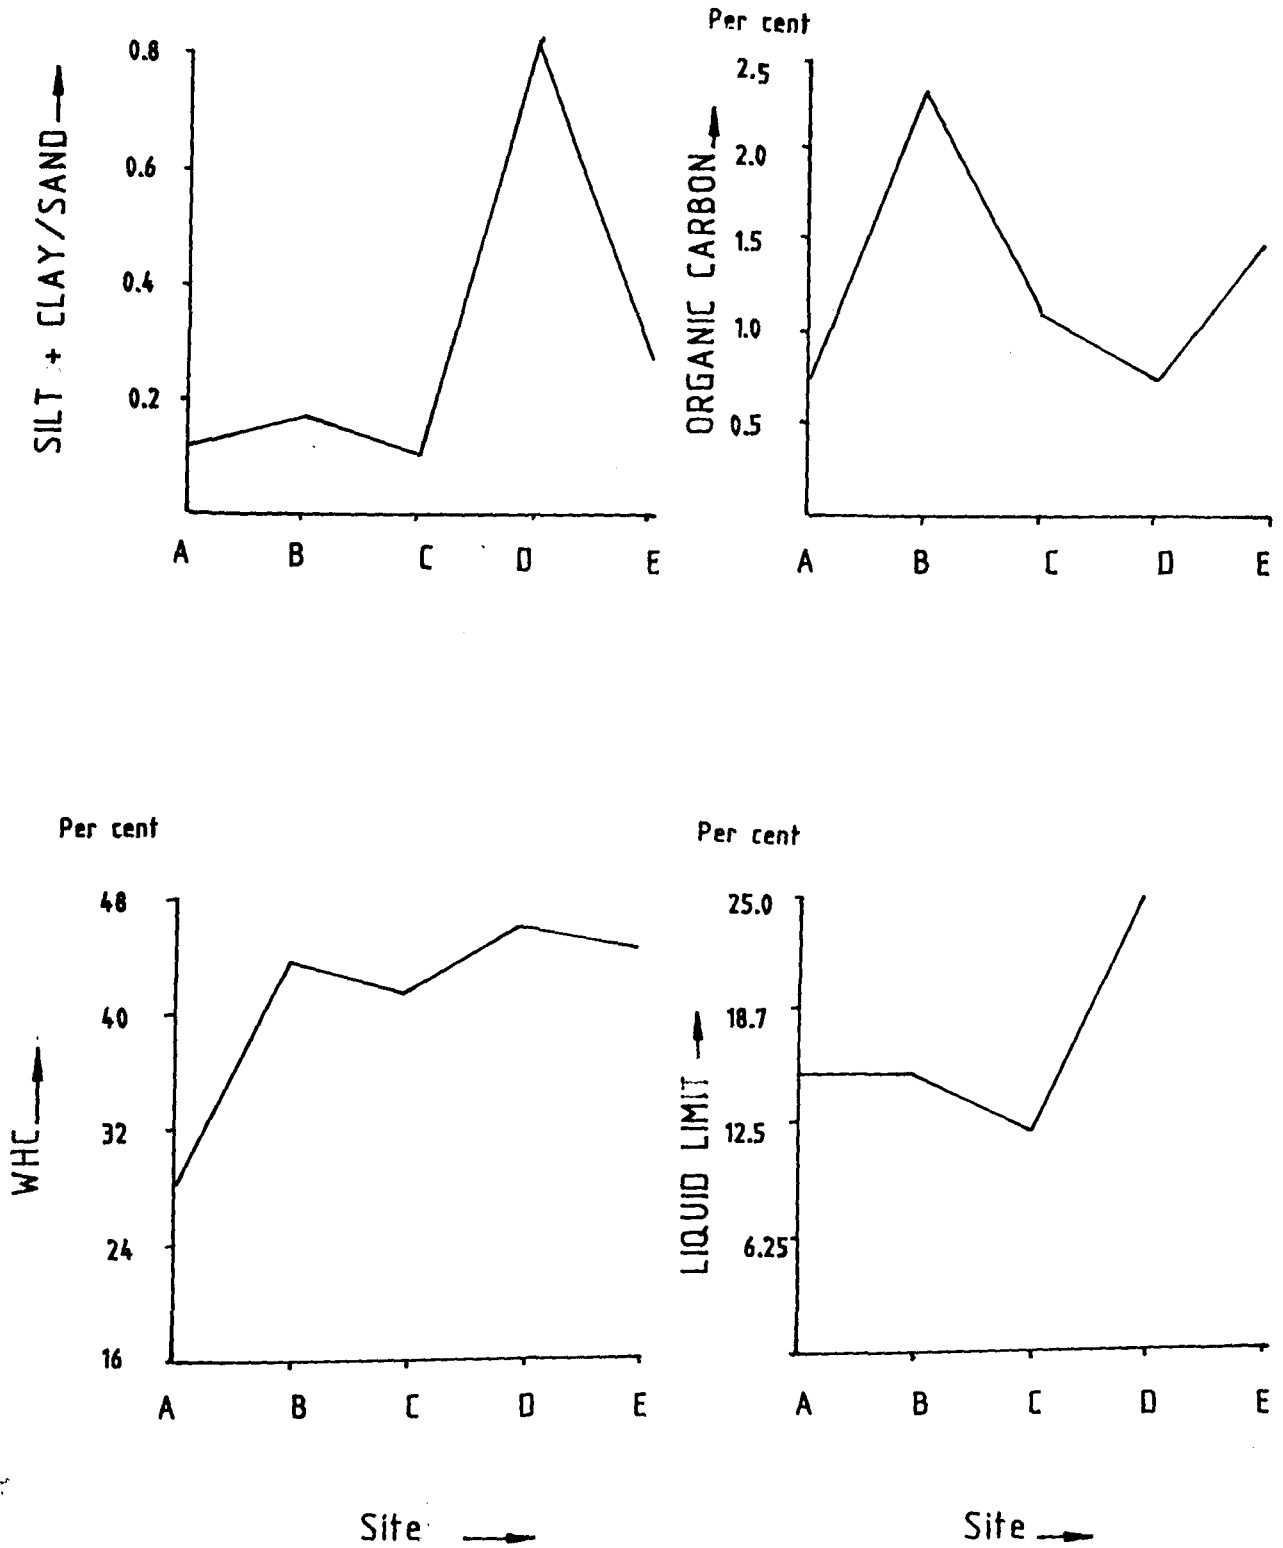 Per cent
SILT + CLAY/SAND
0.8
0.6
0.4
0.2
A B C D E
ORGANIC CARBON
2.5
2.0
1.5
1.0
0.5
A B C D E
Per cent
WHC
48
40
32
24
16
A B C D E
Site
Per cent
LIQUID LIMIT
25.0
18.7
12.5
6.25
A B C D E
Site